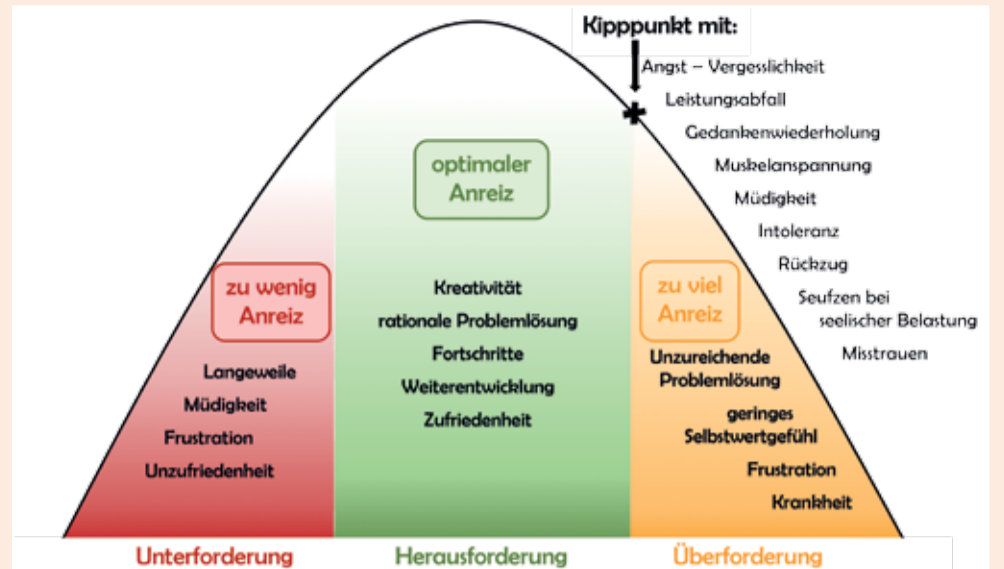 Kipppunkt mit:
Angst – Vergesslichkeit
Leistungsabfall
Gedankenwiederholung
Muskelanspannung
Müdigkeit
Intoleranz
Rückzug
Seufzen bei
seelischer Belastung
Misstrauen
zu wenig
Anreiz
Langeweile
Müdigkeit
Frustration
Unzufriedenheit
optimaler
Anreiz
Kreativität
rationale Problemlösung
Fortschritte
Weiterentwicklung
Zufriedenheit
zu viel
Anreiz
Unzureichende
Problemlösung
geringes
Selbstwertgefühl
Frustration
Krankheit
Unterforderung
Herausforderung
Überforderung